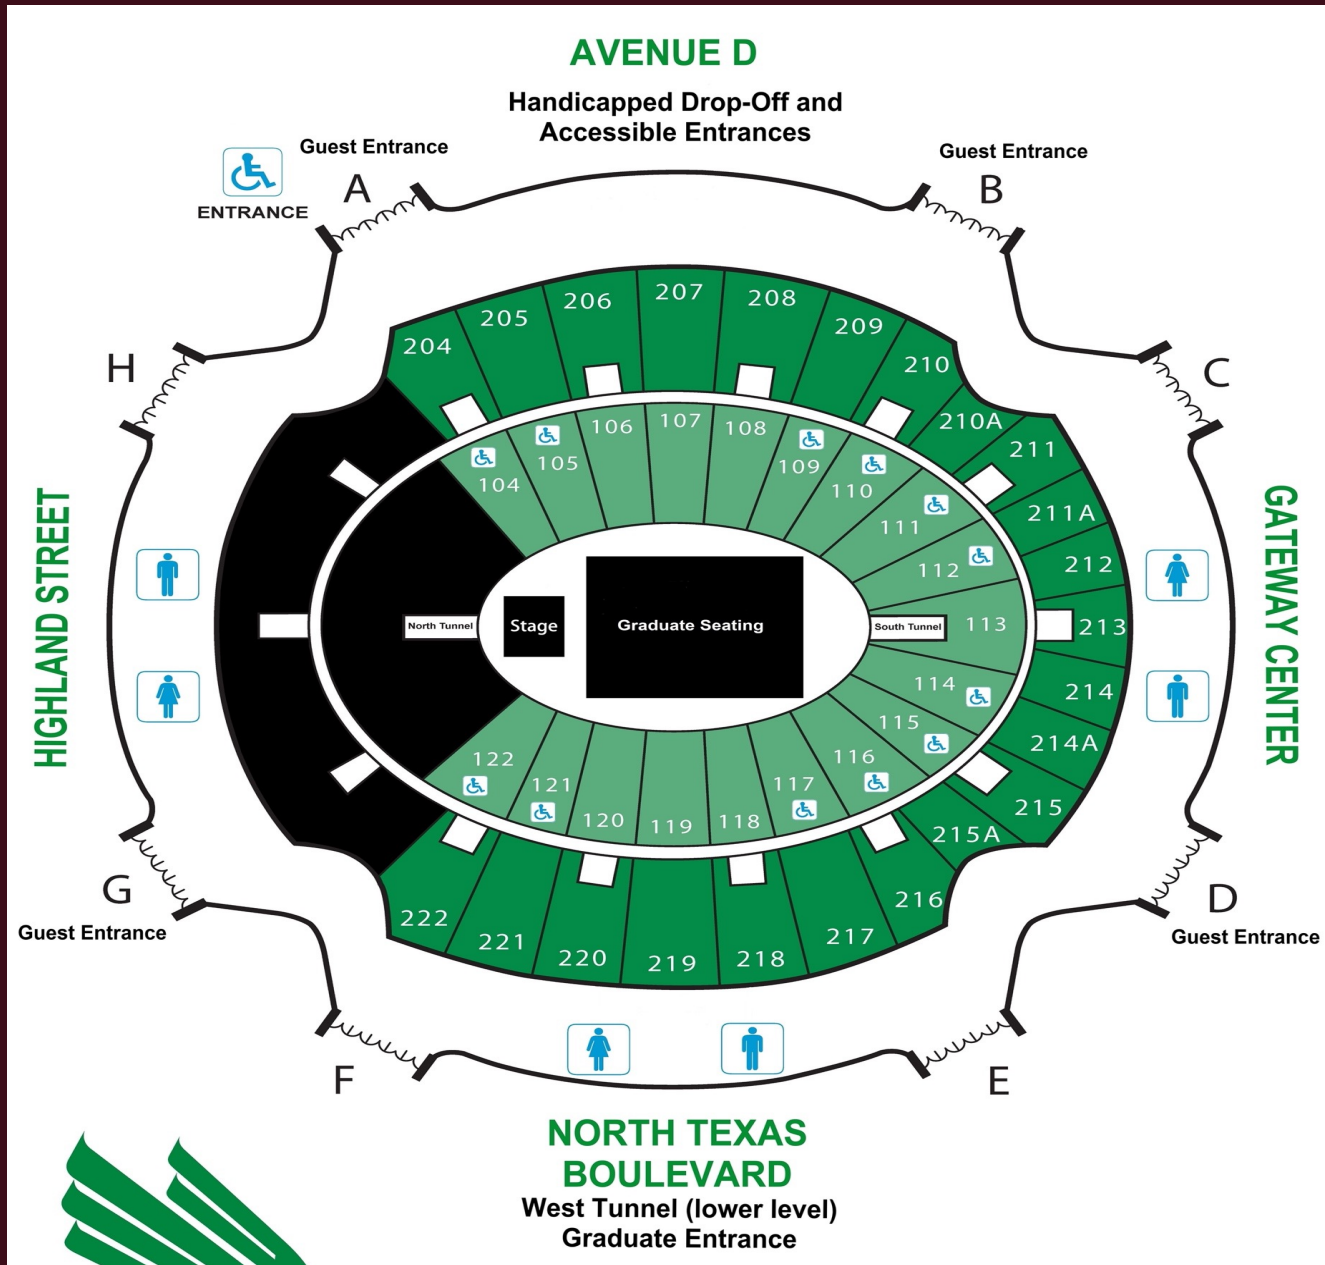 AVENUE D
Handicapped Drop-Off and
Accessible Entrances
Guest Entrance
A
ENTRANCE
Guest Entrance
B
H
C
204
205
206
207
208
209
210
210A
211
211A
212
213
214
214A
215
215A
216
217
218
219
220
221
222
104
105
106
107
108
109
110
111
112
113
114
115
116
117
118
119
120
121
122
HIGHLAND STREET
GATEWAY CENTER
North Tunnel
Stage
Graduate Seating
South Tunnel
G
Guest Entrance
D
Guest Entrance
F
E
NORTH TEXAS
BOULEVARD
West Tunnel (lower level)
Graduate Entrance